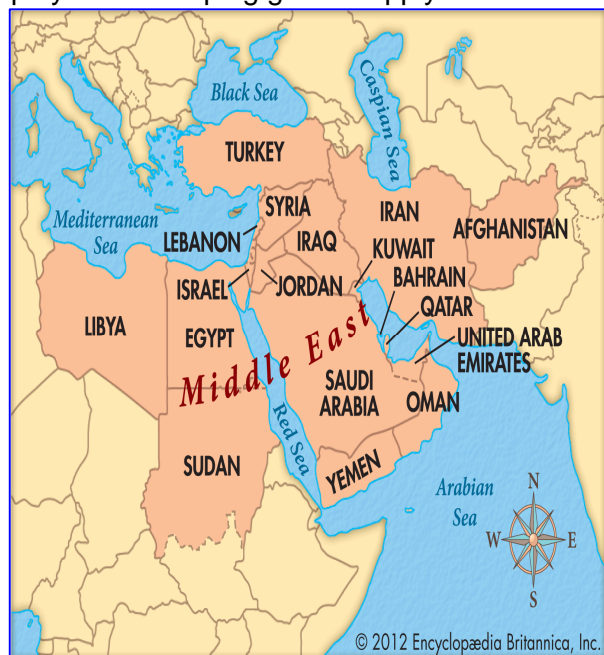 Black Sea
Caspian Sea
TURKEY
Mediterranean
Sea
SYRIA
LEBANON
IRAQ
IRAN
AFGHANISTAN
KUWAIT
BAHRAIN
ISRAEL
JORDAN
QATAR
LIBYA
EGYPT
UNITED ARAB
EMIRATES
Middle East
SAUDI
ARABIA
OMAN
Red Sea
SUDAN
YEMEN
Arabian
Sea
N
W
E
S
© 2012 Encyclopædia Britannica, Inc.